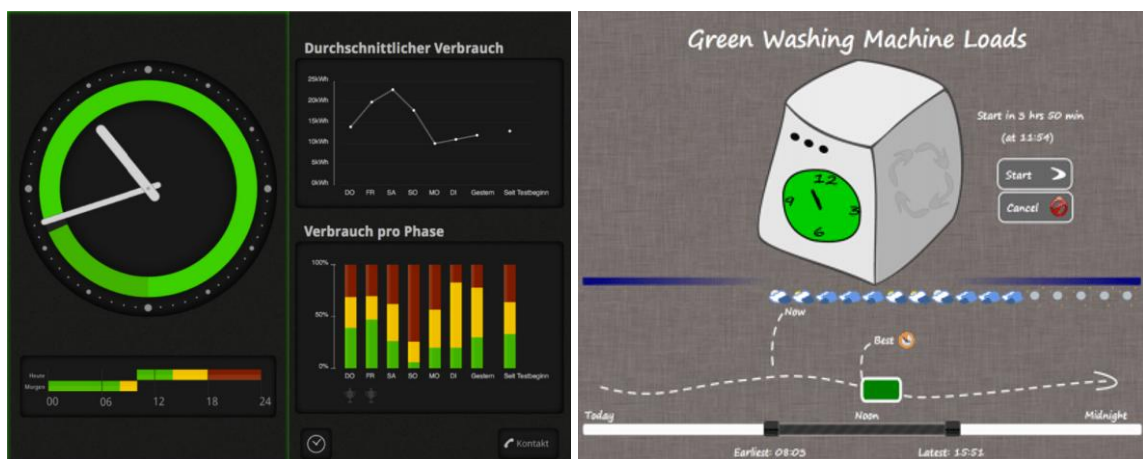 Durchschnittlicher Verbrauch
25kWh
20kWh
15kWh
10kWh
5kWh
0kWh
DO FR SA SO MO DI Gestern Seit Testbeginn
Verbrauch pro Phase
100%
50%
0%
DO FR SA SO MO DI Gestern Seit Testbeginn
Heute
Morgen
00 06 12 18 24
Kontakt
Green Washing Machine Loads
Start in 3 hrs 50 min
(at 11:54)
Start
Cancel
12
9 3
6
Now
Best
Today Noon Midnight
Earliest: 08:03 Latest: 15:51